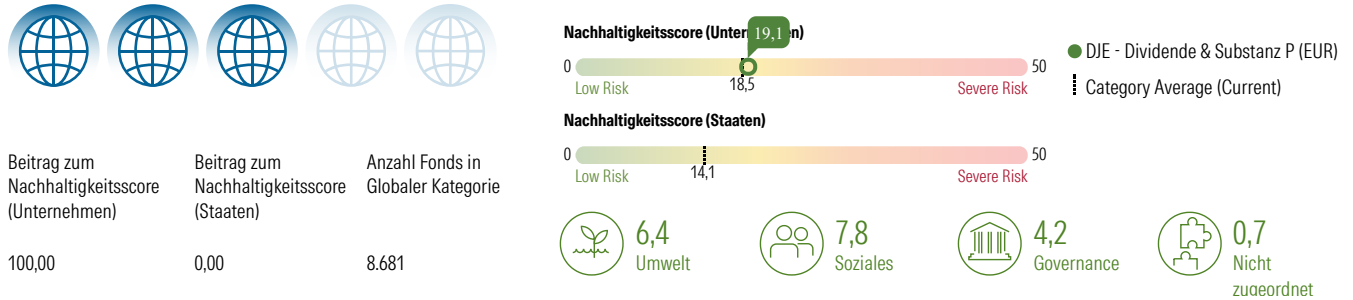 Beitrag zum
Nachhaltigkeitsscore
(Unternehmen)
100,00
Beitrag zum
Nachhaltigkeitsscore
(Staaten)
0,00
Anzahl Fonds in
Globaler Kategorie
8.681
Nachhaltigkeitsscore (Unter en)
19,1
0
50
Low Risk
18,5
Severe Risk
Nachhaltigkeitsscore (Staaten)
0
50
Low Risk
14,1
Severe Risk
DJE - Dividende & Substanz P (EUR)
Category Average (Current)
6,4
Umwelt
7,8
Soziales
4,2
Governance
0,7
Nicht
zugeordnet